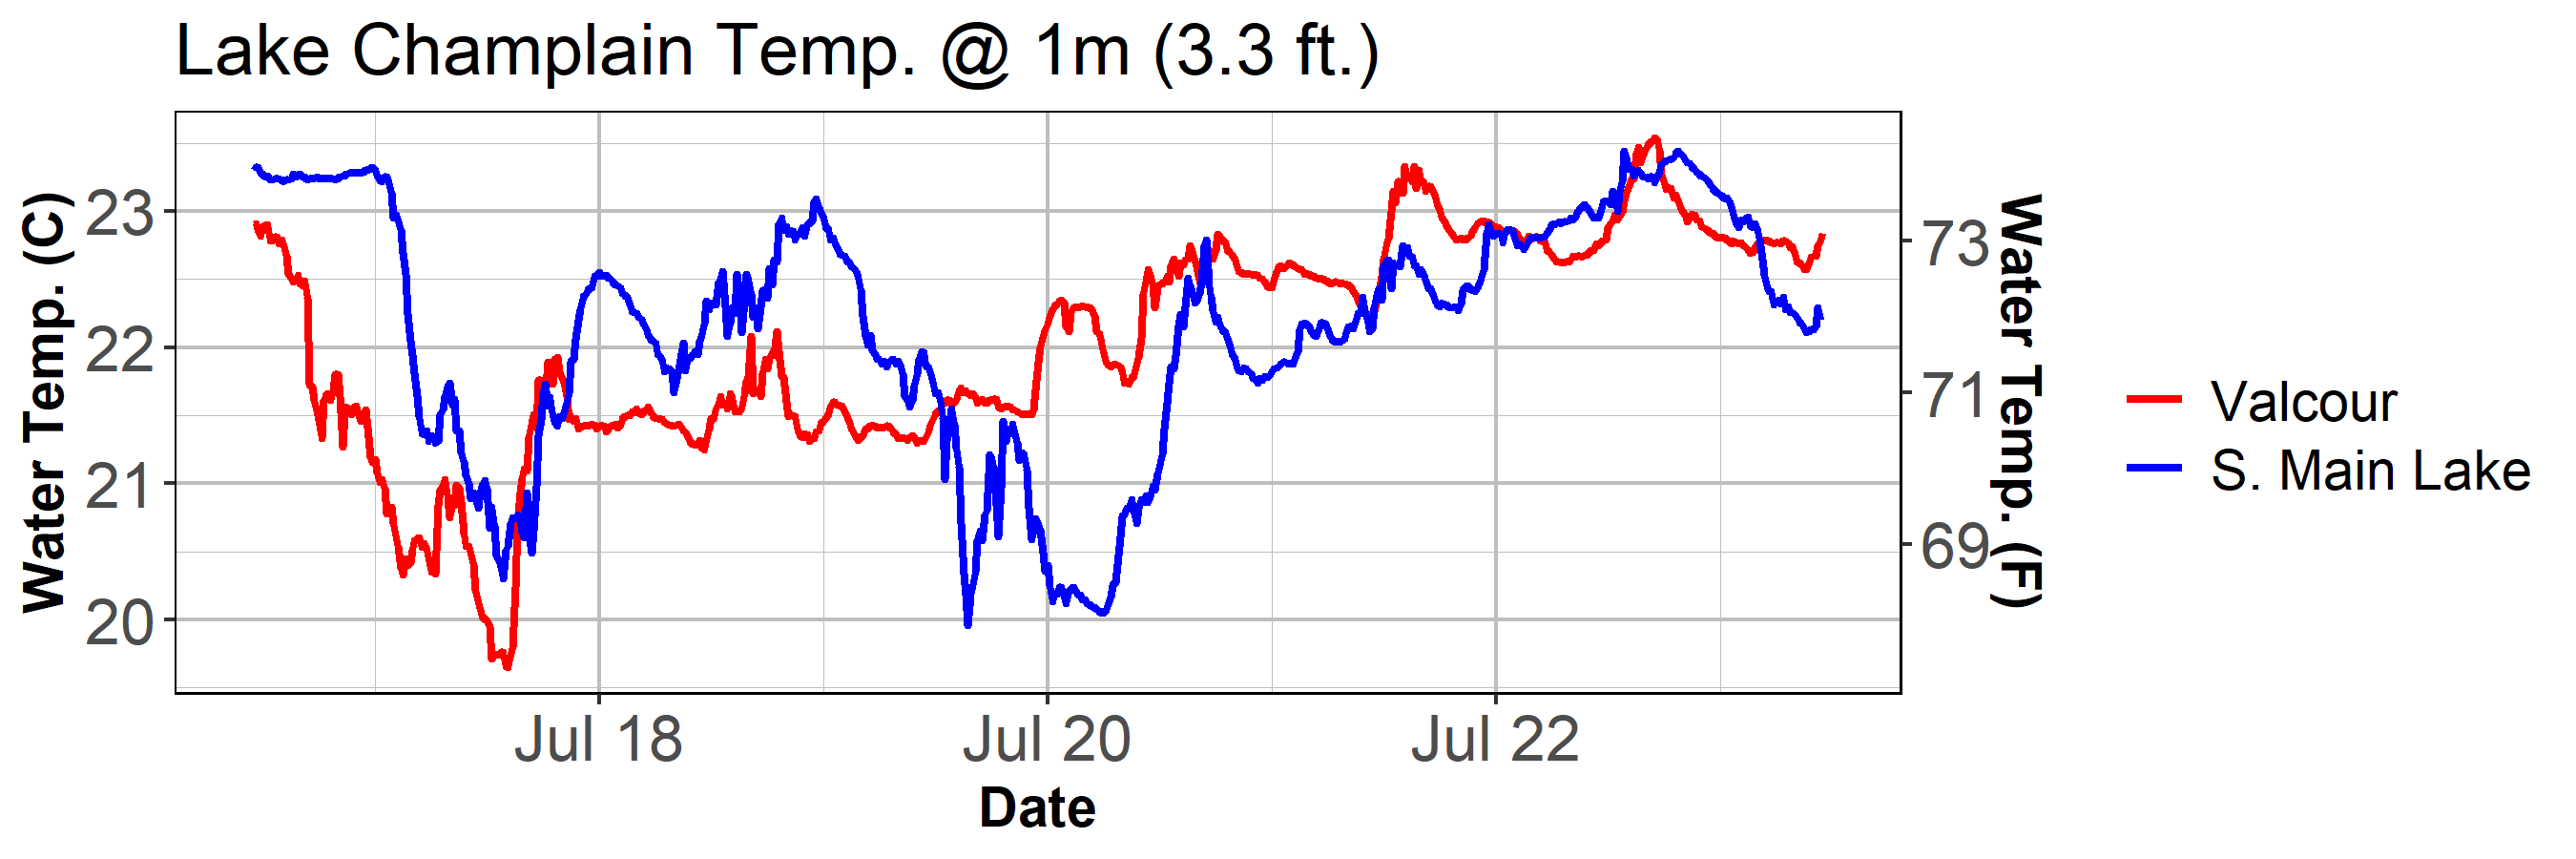 Lake Champlain Temp. @ 1m (3.3 ft.)
Water Temp. (C)
23
22
21
20
73
71
69
Water Temp. (F)
Jul 18
Jul 20
Jul 22
Date
Valcour
S. Main Lake